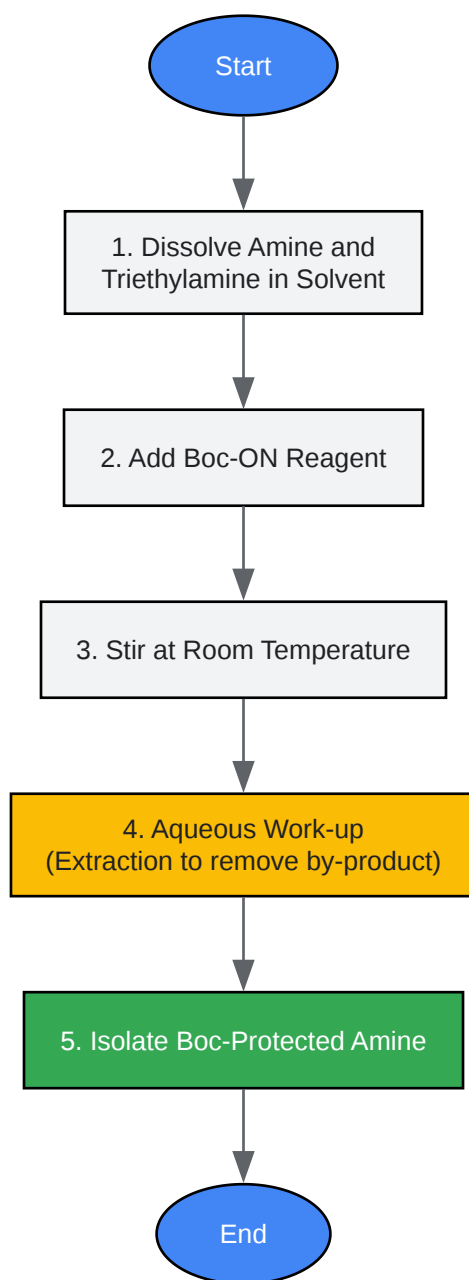 Start
1. Dissolve Amine and
Triethylamine in Solvent
2. Add Boc-ON Reagent
3. Stir at Room Temperature
4. Aqueous Work-up
(Extraction to remove by-product)
5. Isolate Boc-Protected Amine
End